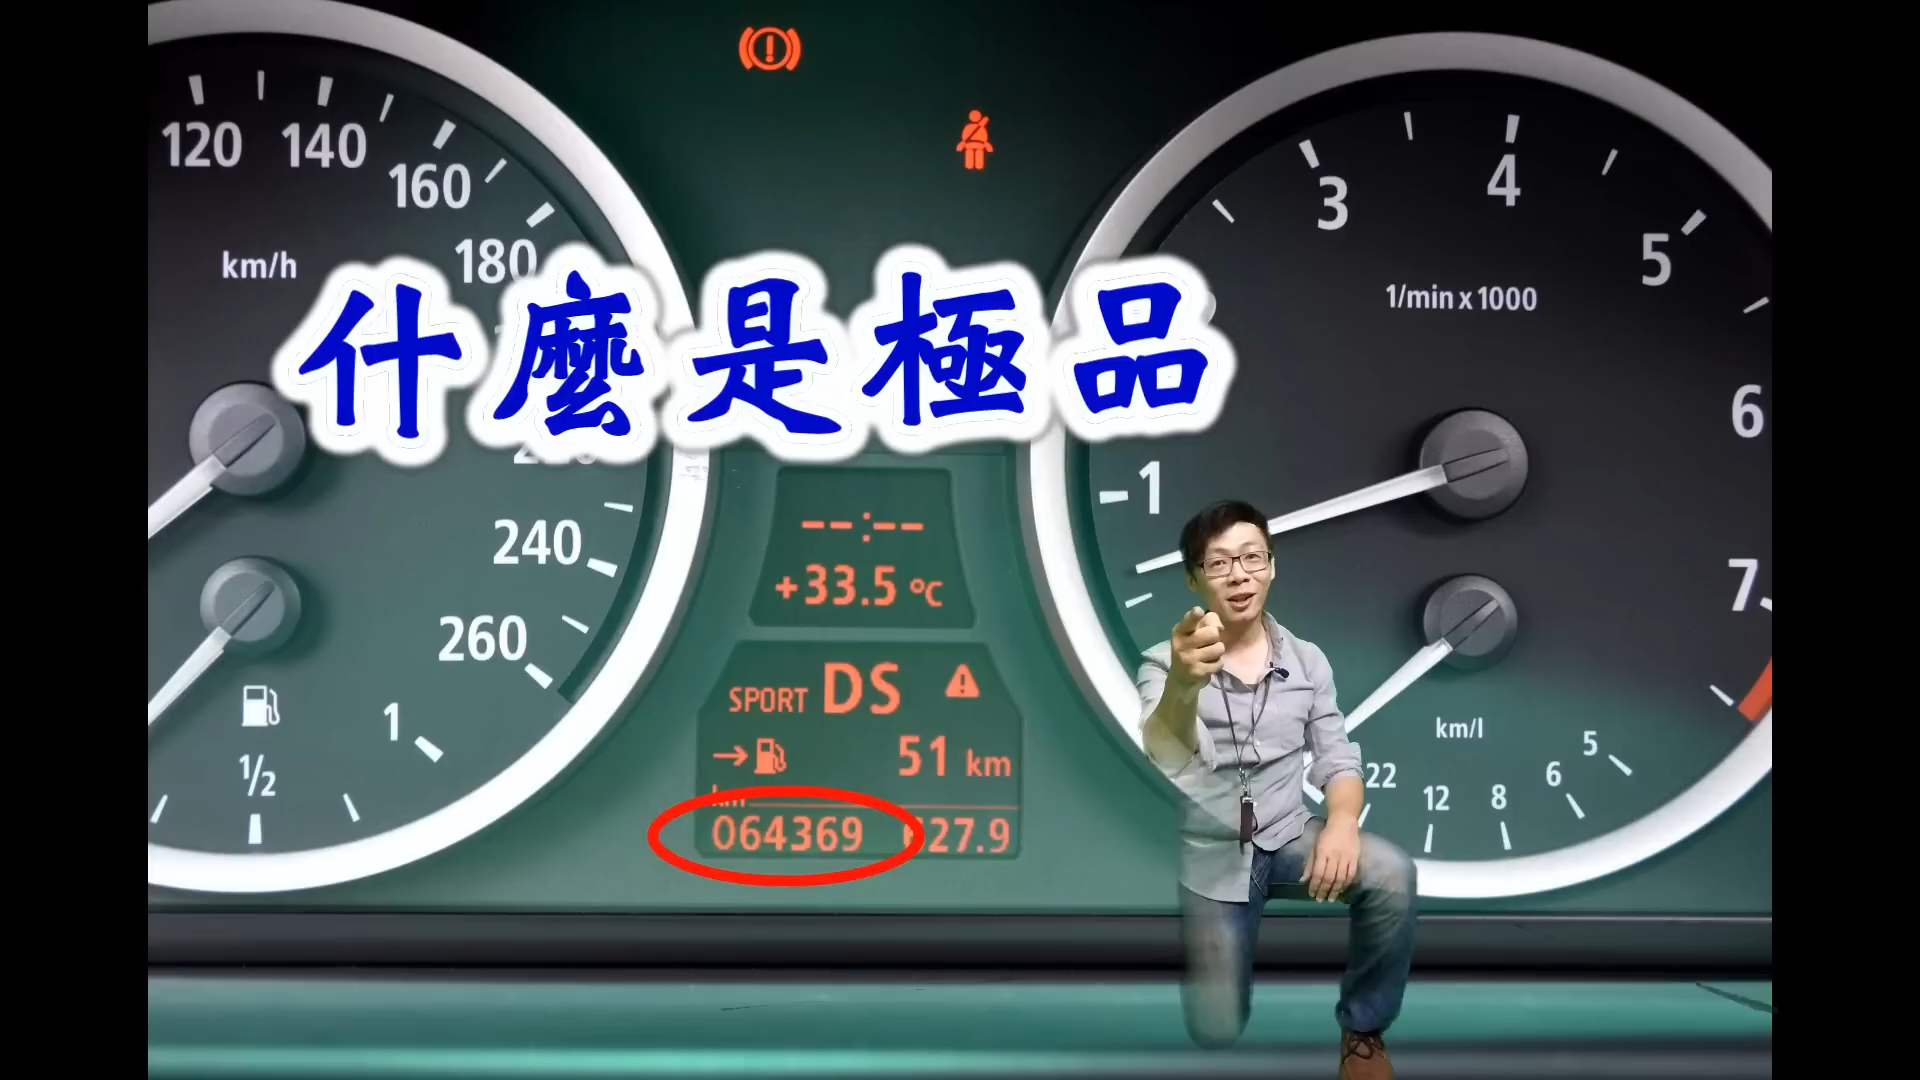 120 140 160 180
km/h
240
260
1
1/2
什麼是極品
--:--
+33.5 °C
SPORT DS
→ 51 km
km
064369 627.9
1/min x 1000
1 3 4 5 6 7
km/l
22 12 8 6 5